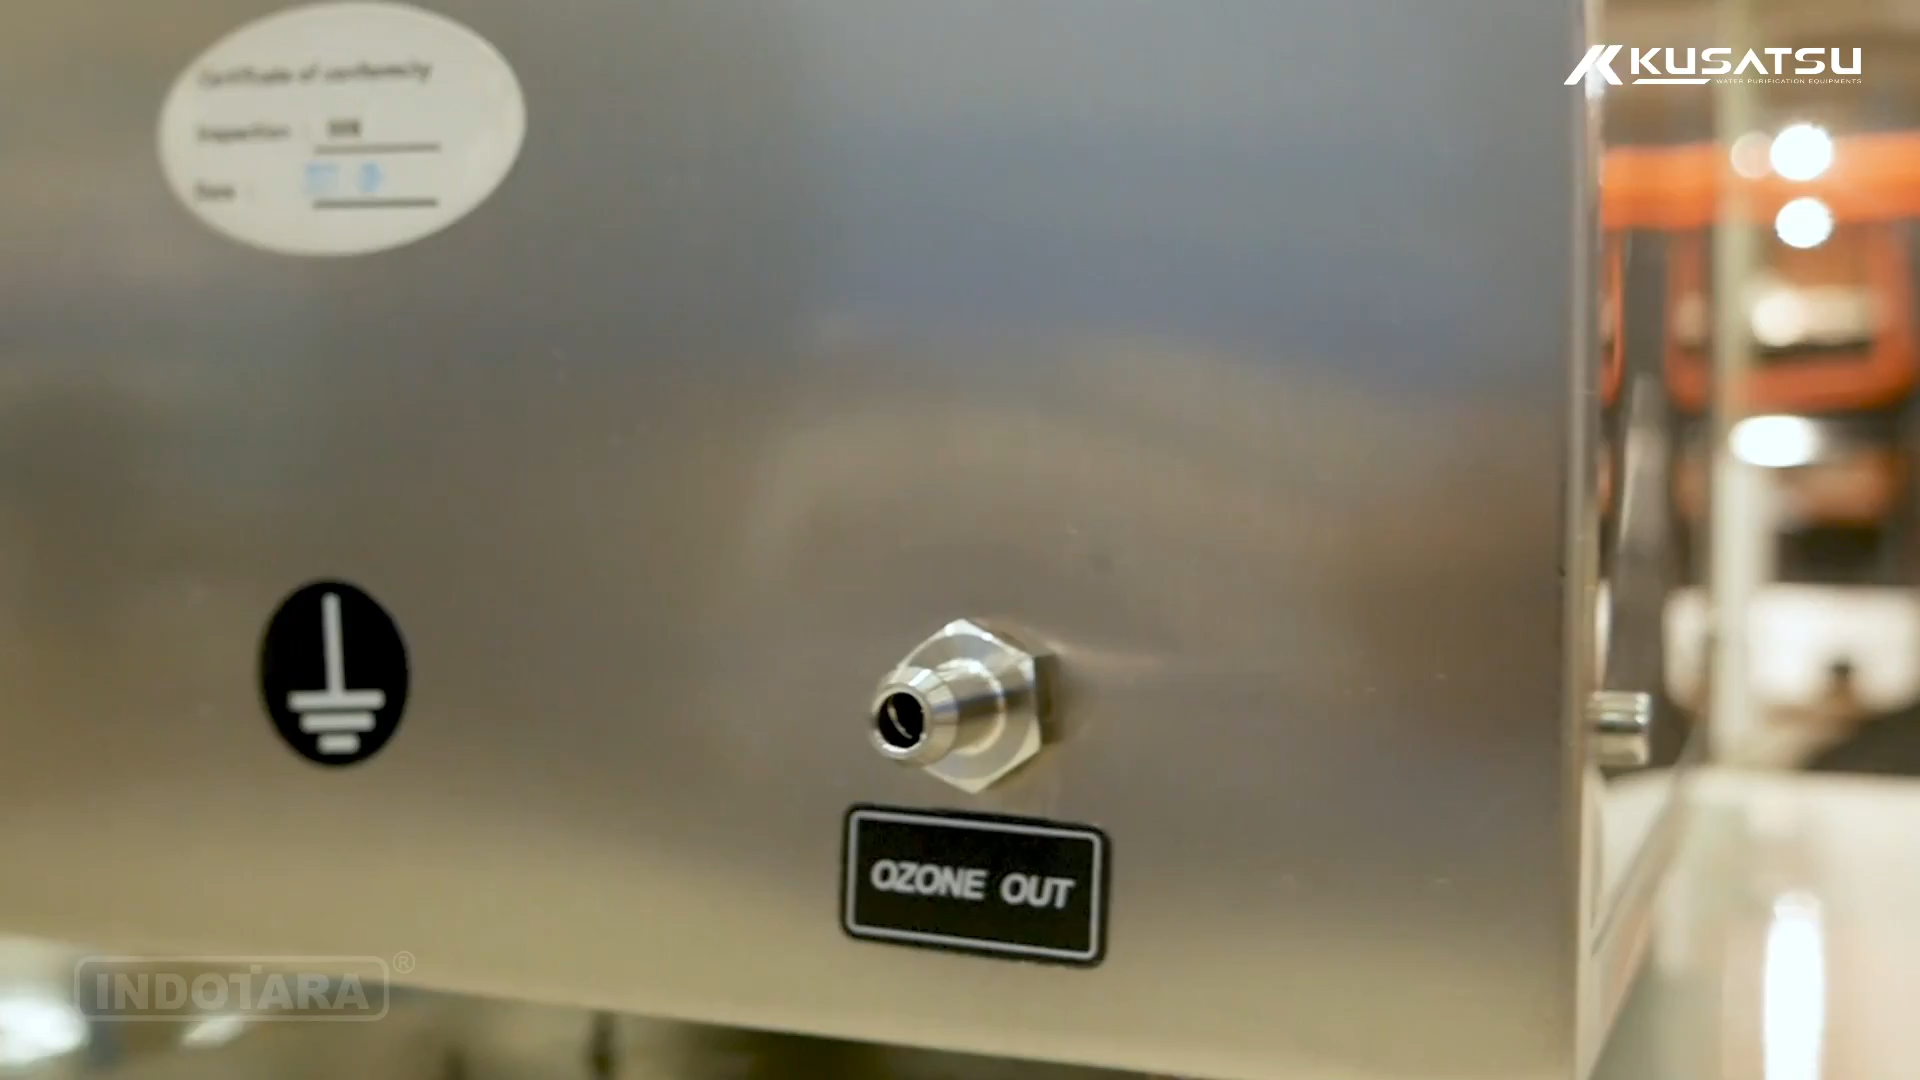 KUSATSU
WATER PURIFICATION EQUIPMENTS
Certificate of conformity
Inspection :
Date :
OZONE OUT
INDOTARA®